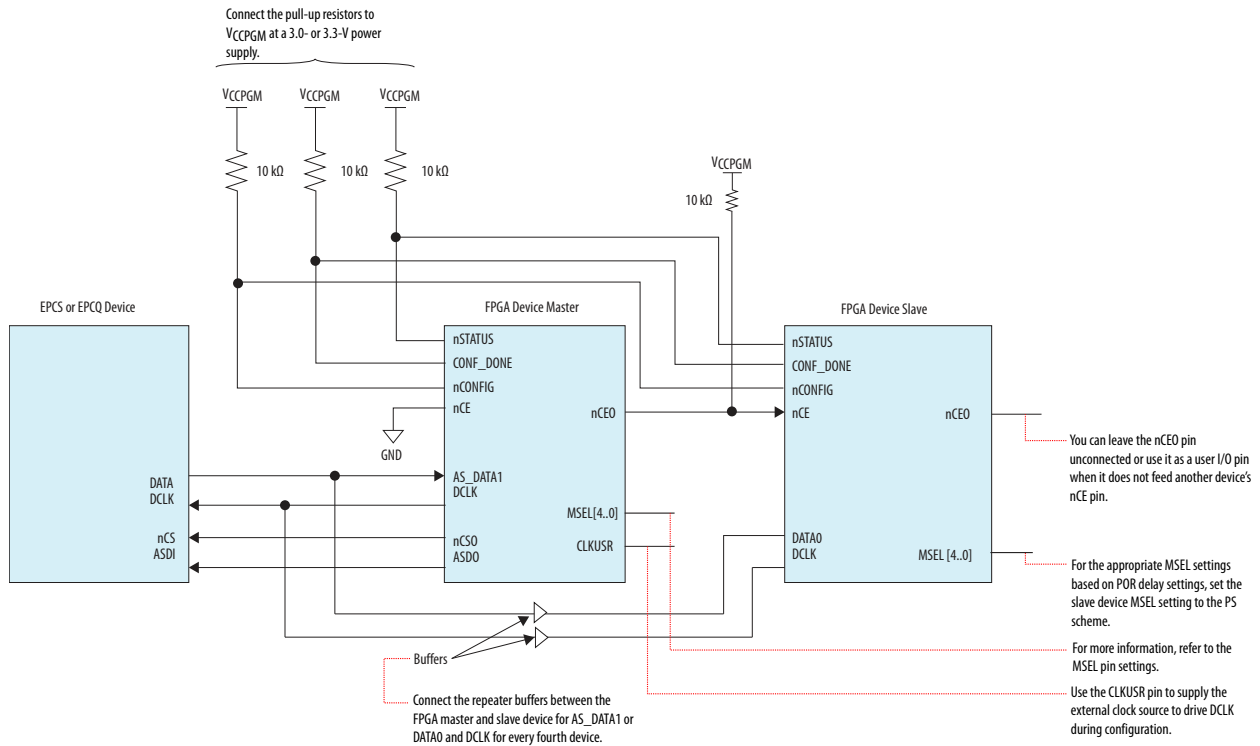 Connect the pull-up resistors to
VCCPGM at a 3.0- or 3.3-V power
supply.
VCCPGM
VCCPGM
VCCPGM
10 kΩ
10 kΩ
10 kΩ
VCCPGM
10 kΩ
EPCS or EPCQ Device
FPGA Device Master
FPGA Device Slave
DATA
DCLK
nCS
ASDI
nSTATUS
CONF_DONE
nCONFIG
nCE
nCEO
GND
AS_DATA1
DCLK
MSEL[4..0]
nCSO
CLKUSR
ASDO
nSTATUS
CONF_DONE
nCONFIG
nCE
nCEO
DATA0
DCLK
MSEL [4..0]
You can leave the nCEO pin
unconnected or use it as a user I/O pin
when it does not feed another device's
nCE pin.
For the appropriate MSEL settings
based on POR delay settings, set the
slave device MSEL setting to the PS
scheme.
For more information, refer to the
MSEL pin settings.
Use the CLKUSR pin to supply the
external clock source to drive DCLK
during configuration.
Buffers
Connect the repeater buffers between the
FPGA master and slave device for AS_DATA1 or
DATA0 and DCLK for every fourth device.